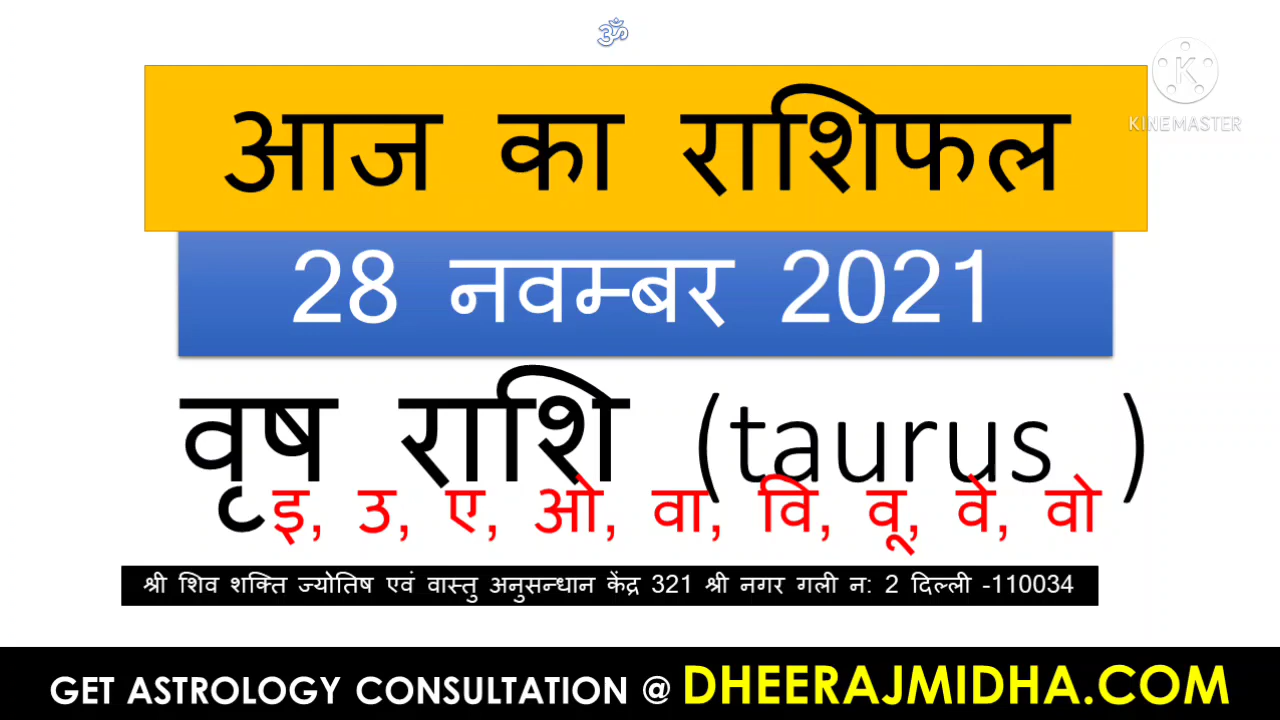 ॐ
आज का राशिफल
KINEMASTER
28 नवम्बर 2021
वृष राशि (taurus )
इ, उ, ए, ओ, वा, वि, वू, वे, वो
श्री शिव शक्ति ज्योतिष एवं वास्तु अनुसन्धान केंद्र 321 श्री नगर गली न: 2 दिल्ली -110034
GET ASTROLOGY CONSULTATION @ DHEERAJMIDHA.COM